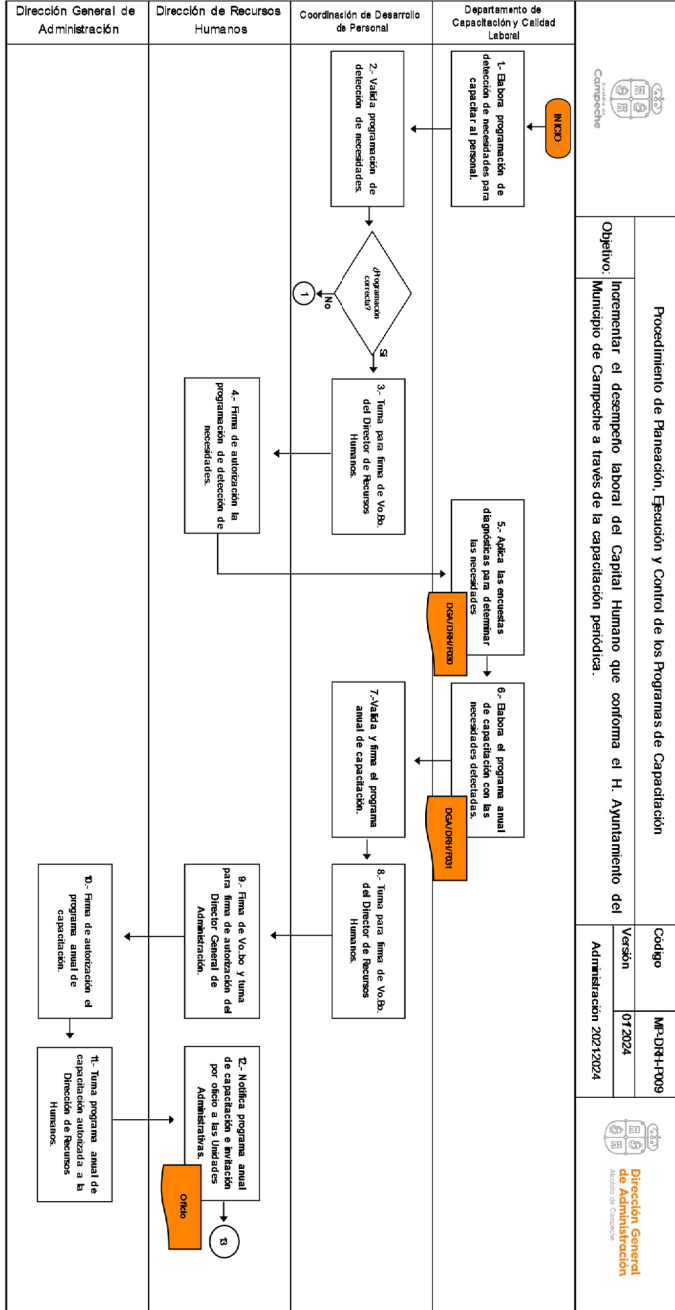 Alcaldía de
Campeche
Procedimiento de Planeación, Ejecución y Control de los Programas de Capacitación
Objetivo:
Incrementar el desempeño laboral del Capital Humano que conforma el H. Ayuntamiento del
Municipio de Campeche a través de la capacitación periódica.
Código
MP-DRH-P009
Versión
01'2024
Administración 2021-2024
Dirección General
de Administración
Alcaldía de Campeche
Departamento de
Capacitación y Calidad
Laboral
INICIO
1.- Elabora programación de
detección de necesidades para
capacitar al personal.
5.- Aplica las encuestas
diagnósticas para determinar
las necesidades
DGA/DRH/F030
6.- Elabora el programa anual
de capacitación con las
necesidades detectadas.
DGA/DRH/F031
Coordinación de Desarrollo
de Personal
2.- Valida programación de
detección de necesidades.
¿Programación
correcta?
No
1
Si
3.- Turna para firma de Vo.Bo.
del Director de Recursos
Humanos.
7.-Valida y firma el programa
anual de capacitación.
8.- Turna para firma de Vo.Bo.
del Director de Recursos
Humanos.
Dirección de Recursos
Humanos
4.- Firma de autorización la
programación de detección de
necesidades.
9.- Firma de Vo.bo y turna
para firma de autorización del
Director General de
Administración.
12.- Notifica programa anual
de capacitación e invitación
por oficio a las Unidades
Administrativas.
Oficio
13
Dirección General de
Administración
10.- Firma de autorización el
programa anual de
capacitación.
11.- Turna programa anual de
capacitación autorizada a la
Dirección de Recursos
Humanos.